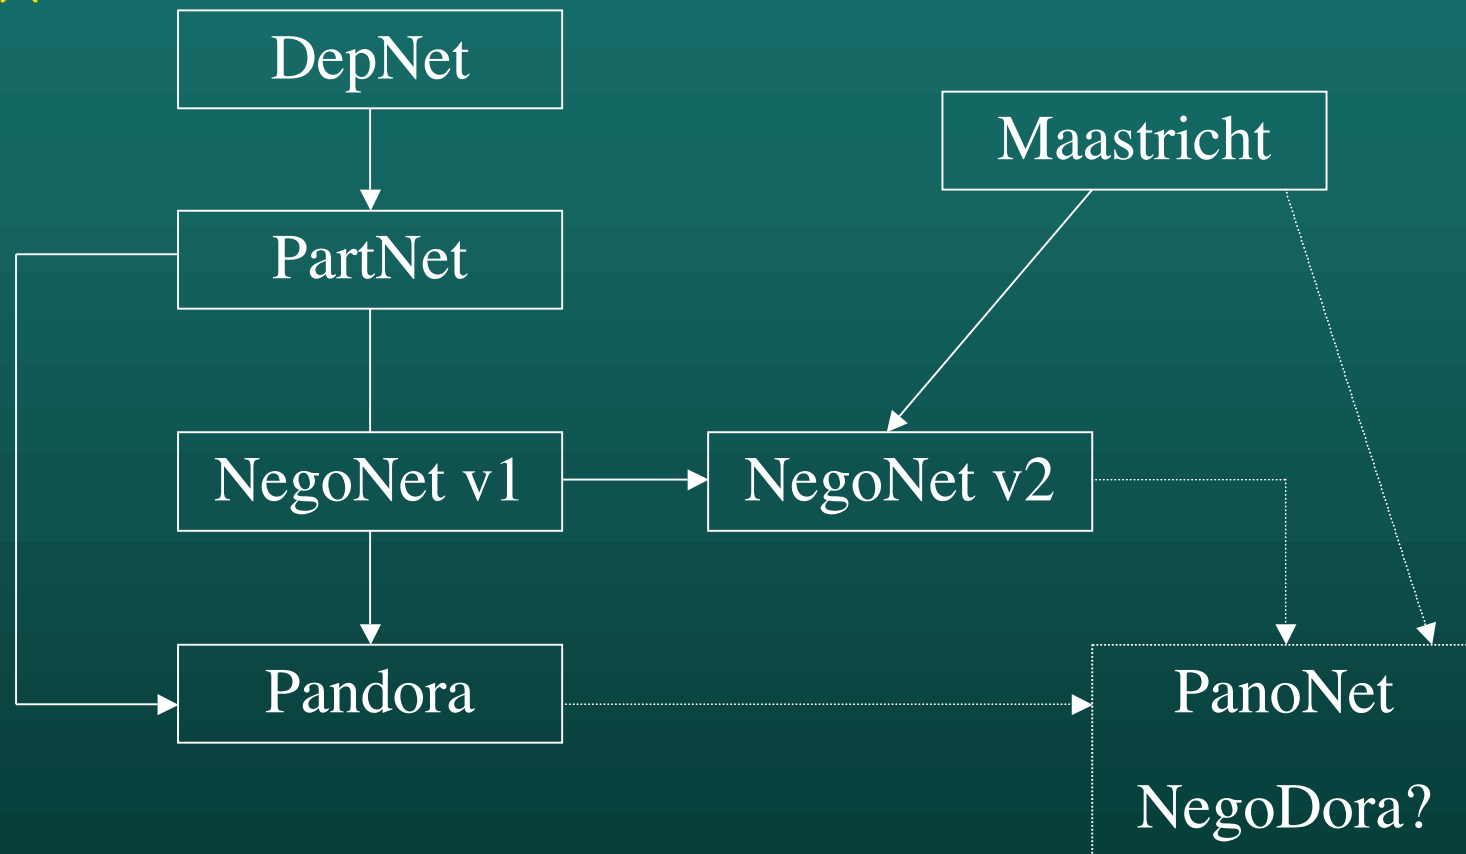 DepNet
Maastricht
PartNet
NegoNet v1
NegoNet v2
Pandora
PanoNet
NegoDora?